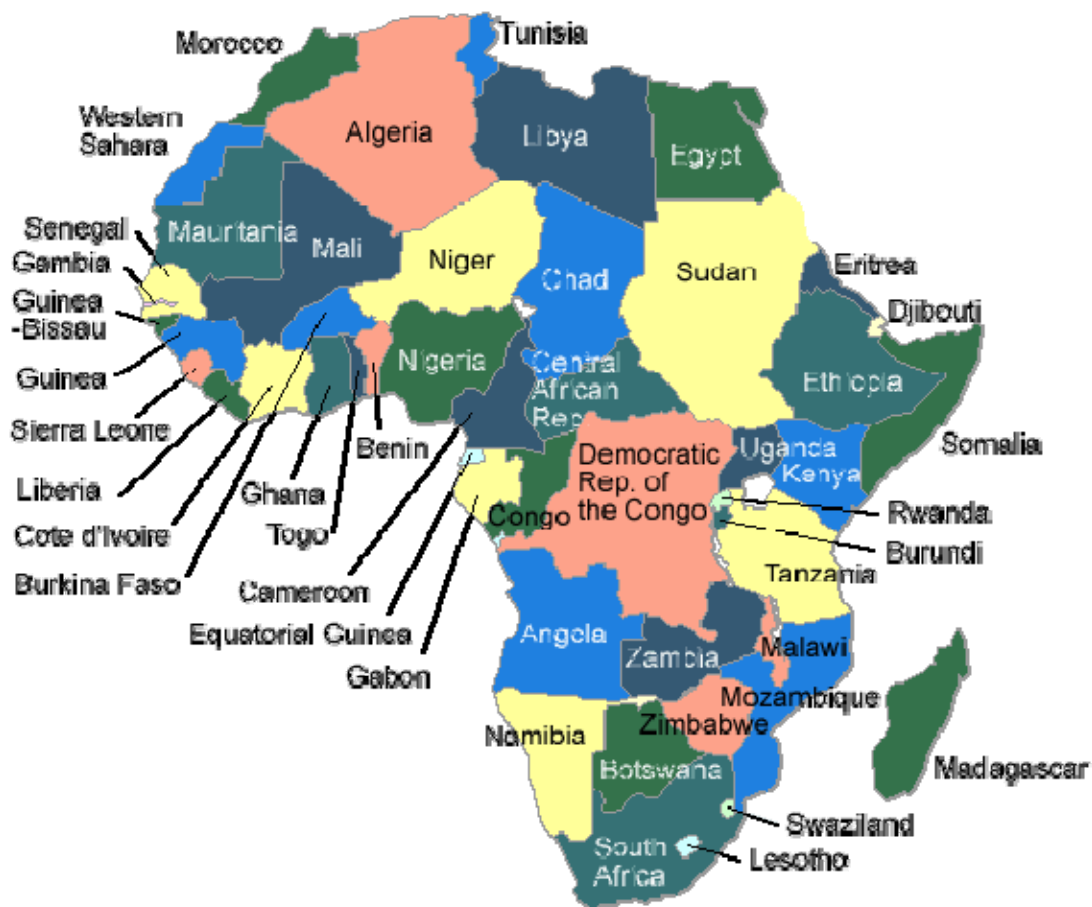 Morocco
Tunisia
Western
Sahara
Algeria
Libya
Egypt
Senegal
Gambia
Guinea
-Bissau
Guinea
Mauritania
Mali
Niger
Chad
Sudan
Eritrea
Djibouti
Nigeria
Central
African Rep.
Ethiopia
Somalia
Sierra Leone
Liberia
Cote d'Ivoire
Burkina Faso
Ghana
Togo
Benin
Cameroon
Equatorial Guinea
Gabon
Congo
Democratic
Rep. of
the Congo
Uganda
Kenya
Rwanda
Burundi
Tanzania
Angola
Zambia
Malawi
Mozambique
Zimbabwe
Namibia
Botswana
Madagascar
Swaziland
Lesotho
South
Africa